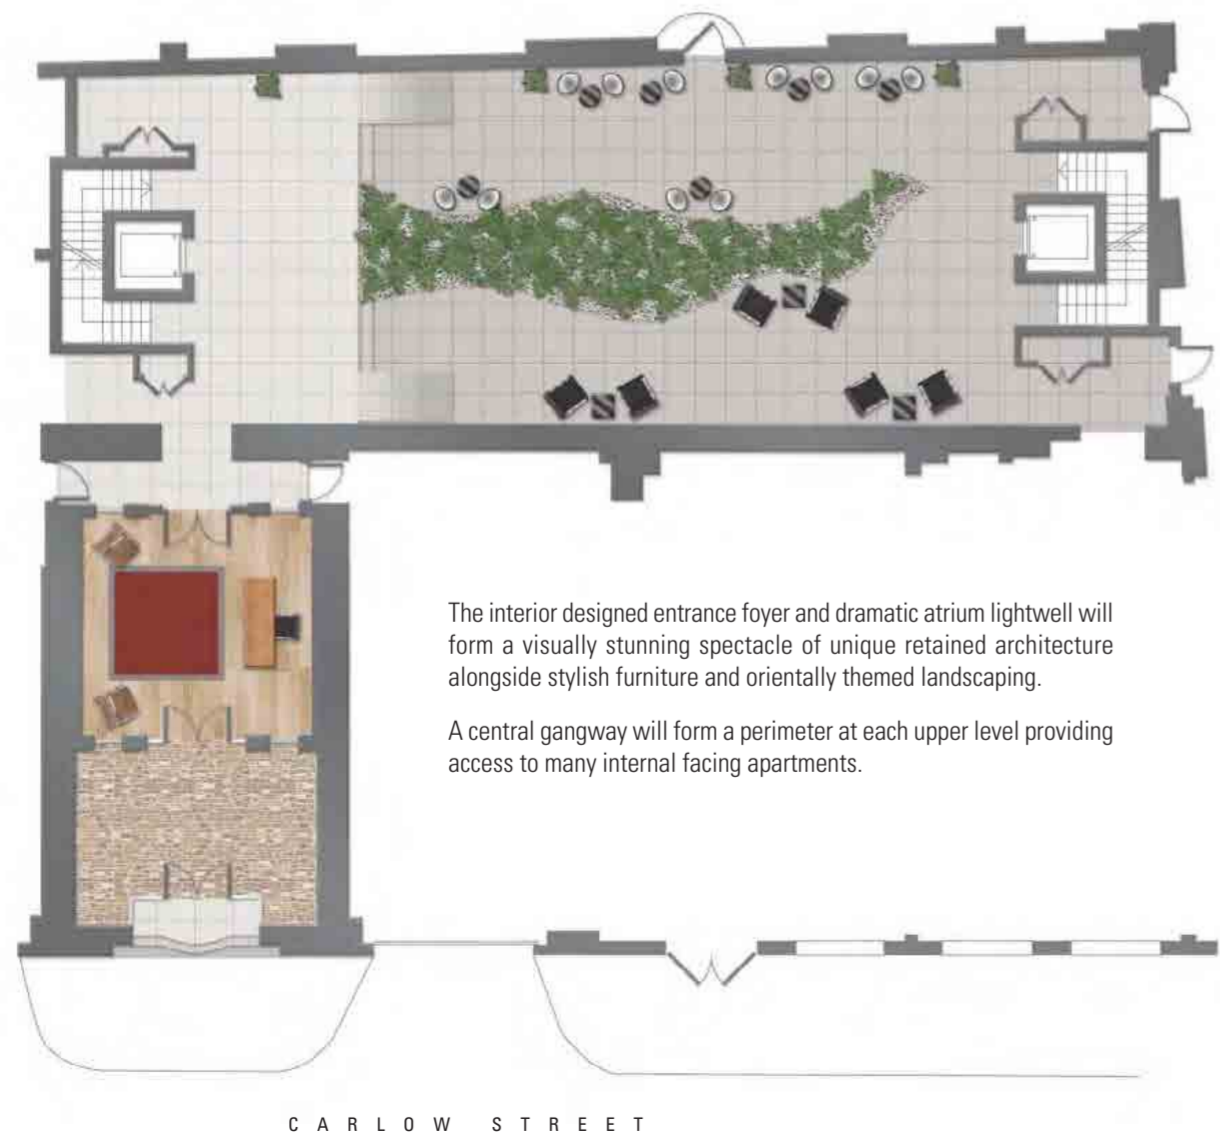 The interior designed entrance foyer and dramatic atrium lightwell will
form a visually stunning spectacle of unique retained architecture
alongside stylish furniture and orientally themed landscaping.
A central gangway will form a perimeter at each upper level providing
access to many internal facing apartments.
CARLOW STREET